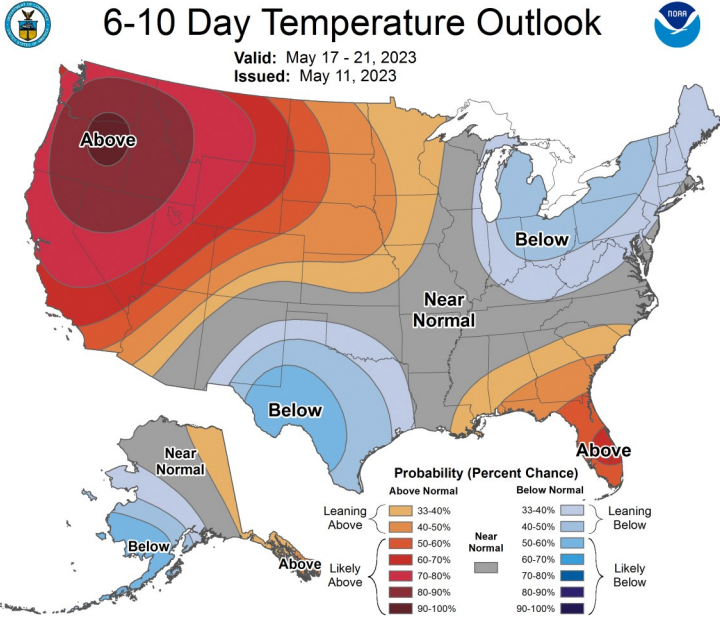 6-10 Day Temperature Outlook
NOAA
Valid: May 17 - 21, 2023
Issued: May 11, 2023
Above
Below
Near
Normal
Below
Above
Near
Normal
Below
Above
Probability (Percent Chance)
Above Normal
Below Normal
Leaning
Above
33-40%
40-50%
Likely
Above
50-60%
60-70%
70-80%
80-90%
90-100%
Near
Normal
33-40%
40-50%
Leaning
Below
50-60%
60-70%
70-80%
80-90%
90-100%
Likely
Below